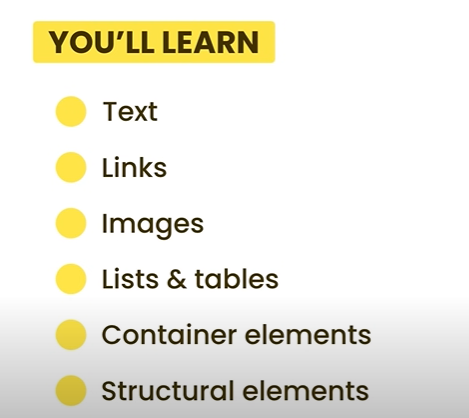 YOU’LL LEARN
Text
Links
Images
Lists & tables
Container elements
Structural elements